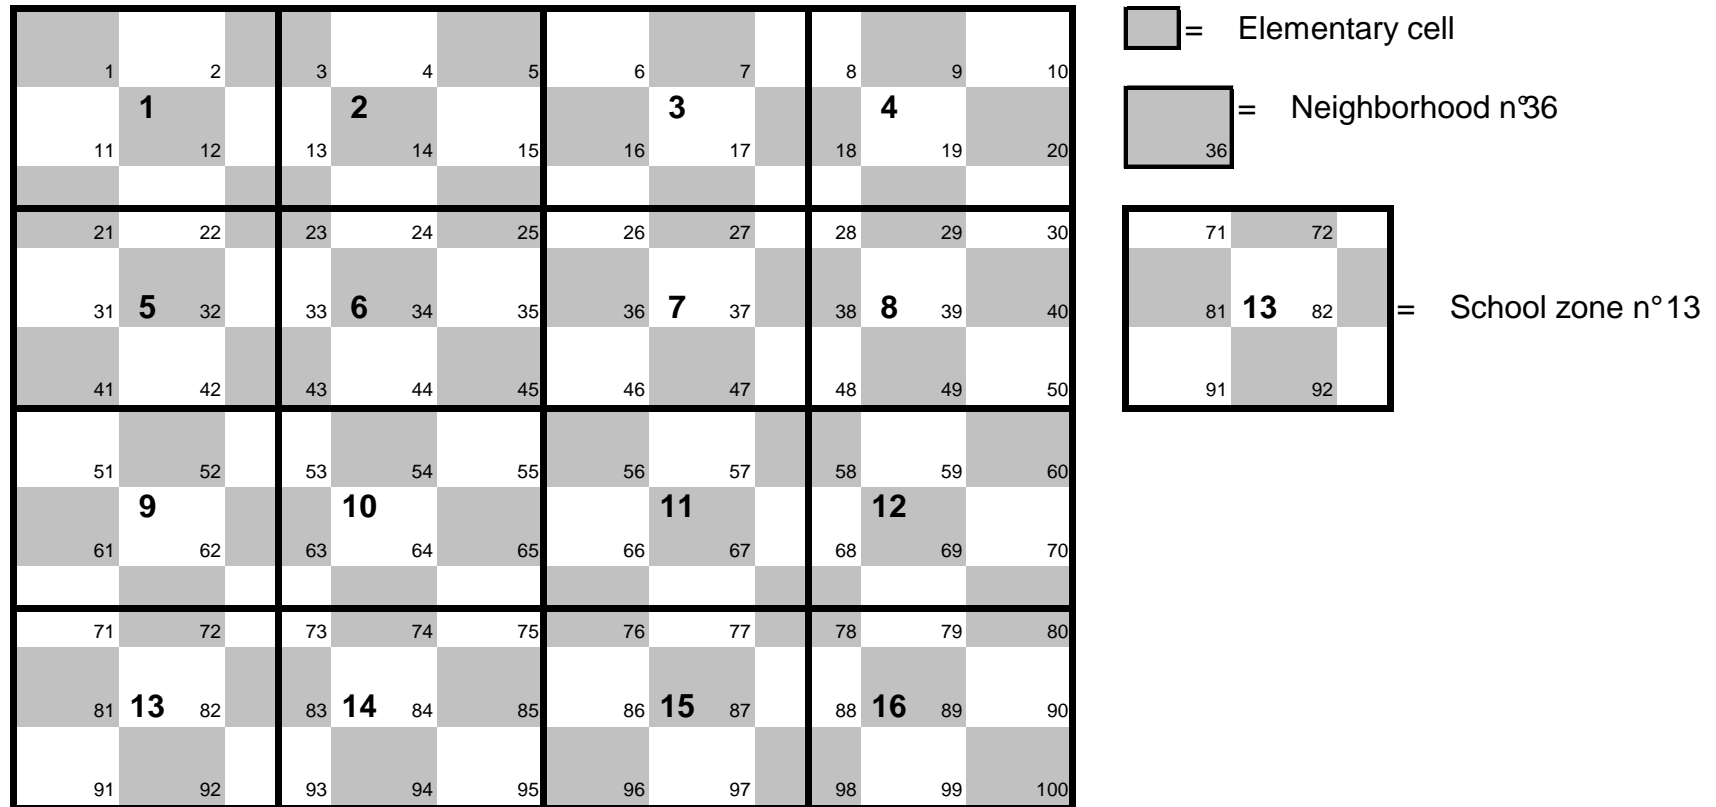 1 2 3 4 5 6 7 8 9 10
1 2 3 4
11 12 13 14 15 16 17 18 19 20
21 22 23 24 25 26 27 28 29 30
31 5 32 33 6 34 35 36 7 37 38 8 39 40
41 42 43 44 45 46 47 48 49 50
51 52 53 54 55 56 57 58 59 60
9 10 11 12
61 62 63 64 65 66 67 68 69 70
71 72 73 74 75 76 77 78 79 80
81 13 82 83 14 84 85 86 15 87 88 16 89 90
91 92 93 94 95 96 97 98 99 100
= Elementary cell
= Neighborhood n°36
36
71 72
81 13 82 = School zone n°13
91 92